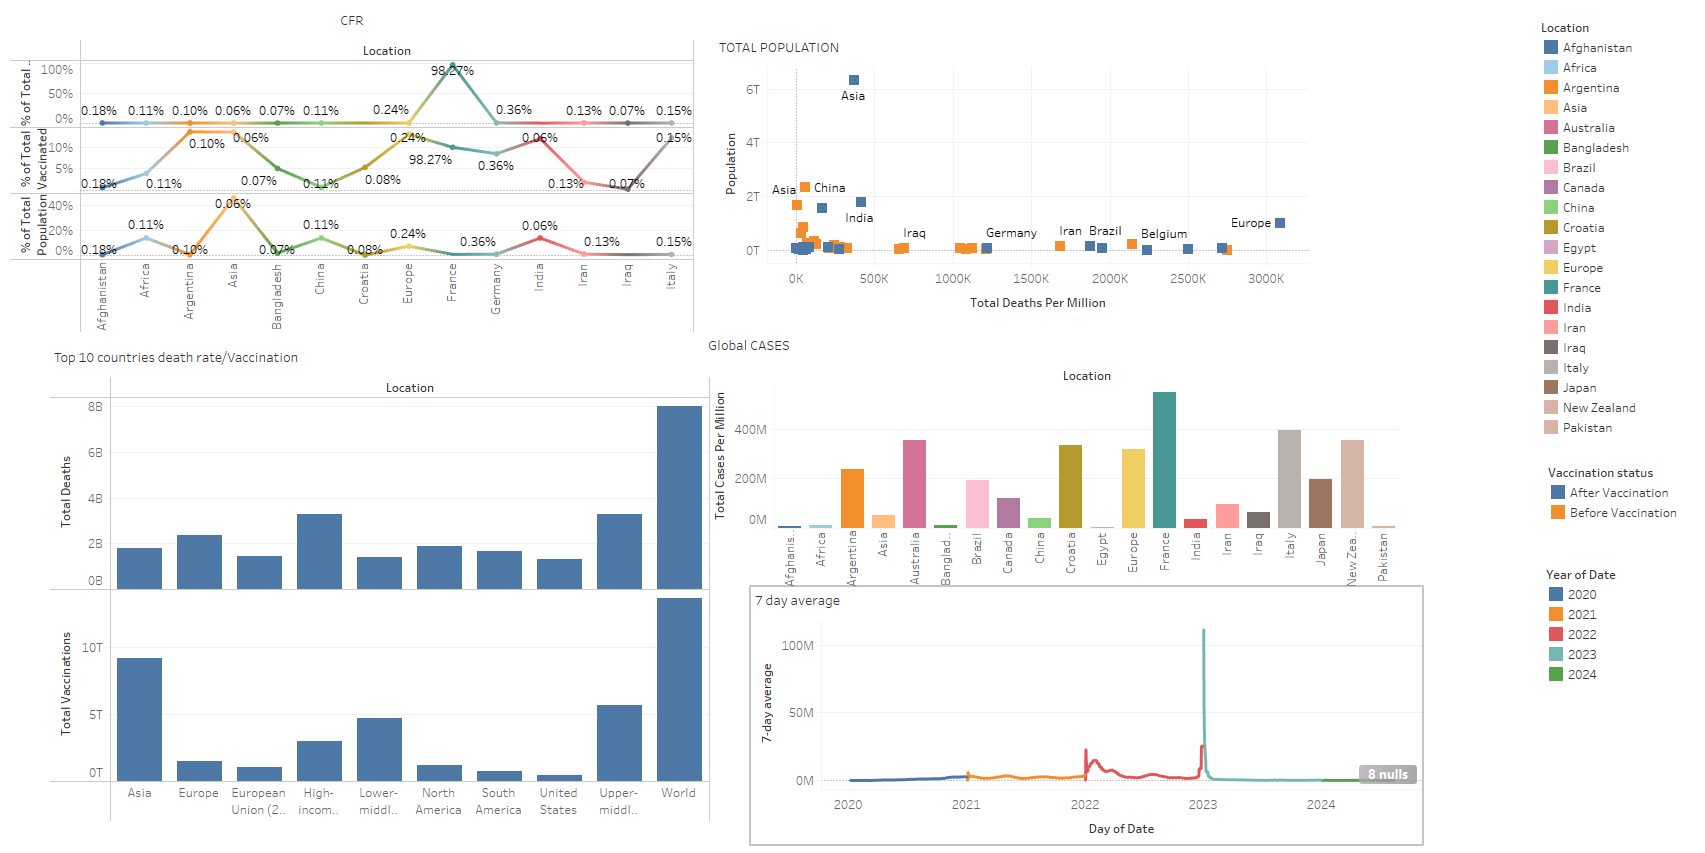 CFR
Location
% of Total ..
100%
50%
0%
0.18%
0.11%
0.10%
0.06%
0.07%
0.11%
0.24%
98.27%
0.36%
0.13%
0.07%
0.15%
% of Total
Vaccinated
10%
5%
0.18%
0.11%
0.10%
0.06%
0.07%
0.11%
0.08%
0.24%
98.27%
0.36%
0.06%
0.13%
0.07%
0.15%
% of Total
Population
40%
20%
0%
0.18%
0.11%
0.10%
0.06%
0.07%
0.11%
0.08%
0.24%
0.36%
0.06%
0.13%
0.15%
Afghanistan
Africa
Argentina
Asia
Bangladesh
China
Croatia
Europe
France
Germany
India
Iran
Iraq
Italy
TOTAL POPULATION
Population
6T
4T
2T
0T
Asia
Asia
China
India
Iraq
Germany
Iran
Brazil
Belgium
Europe
0K
500K
1000K
1500K
2000K
2500K
3000K
Total Deaths Per Million
Top 10 countries death rate/Vaccination
Location
Total Deaths
8B
6B
4B
2B
0B
Total Vaccinations
10T
5T
0T
Asia
Europe
European
Union (2..
High-
incom..
Lower-
middl..
North
America
South
America
United
States
Upper-
middl..
World
Global CASES
Location
Total Cases Per Million
400M
200M
0M
Afghanis..
Africa
Argentina
Asia
Australia
Banglad..
Brazil
Canada
China
Croatia
Egypt
Europe
France
India
Iran
Iraq
Italy
Japan
New Zea..
Pakistan
7 day average
7-day average
100M
50M
0M
8 nulls
2020
2021
2022
2023
2024
Day of Date
Location
Afghanistan
Africa
Argentina
Asia
Australia
Bangladesh
Brazil
Canada
China
Croatia
Egypt
Europe
France
India
Iran
Iraq
Italy
Japan
New Zealand
Pakistan
Vaccination status
After Vaccination
Before Vaccination
Year of Date
2020
2021
2022
2023
2024